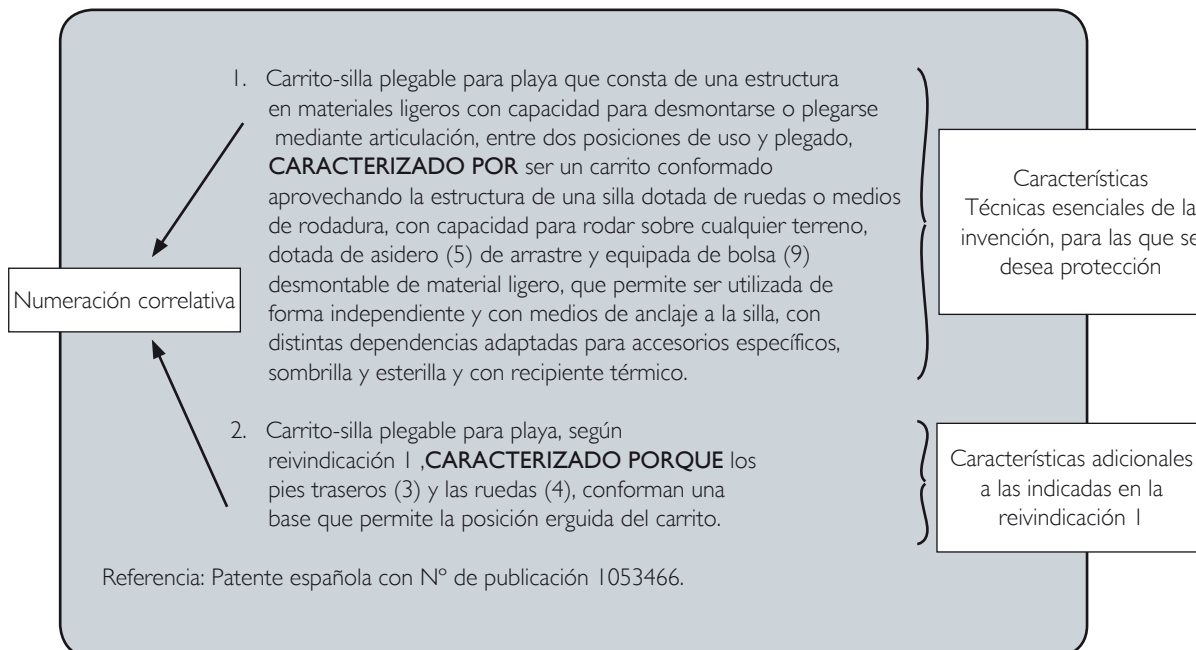 1. Carrito-silla plegable para playa que consta de una estructura
en materiales ligeros con capacidad para desmontarse o plegarse
mediante articulación, entre dos posiciones de uso y plegado,
CARACTERIZADO POR ser un carrito conformado
aprovechando la estructura de una silla dotada de ruedas o medios
de rodadura, con capacidad para rodar sobre cualquier terreno,
dotada de asidero (5) de arrastre y equipada de bolsa (9)
desmontable de material ligero, que permite ser utilizada de
forma independiente y con medios de anclaje a la silla, con
distintas dependencias adaptadas para accesorios específicos,
sombrilla y esterilla y con recipiente térmico.
Características
Técnicas esenciales de la
invención, para las que se
desea protección
Numeración correlativa
2. Carrito-silla plegable para playa, según
reivindicación 1 ,CARACTERIZADO PORQUE los
pies traseros (3) y las ruedas (4), conforman una
base que permite la posición erguida del carrito.
Características adicionales
a las indicadas en la
reivindicación 1
Referencia: Patente española con Nº de publicación 1053466.